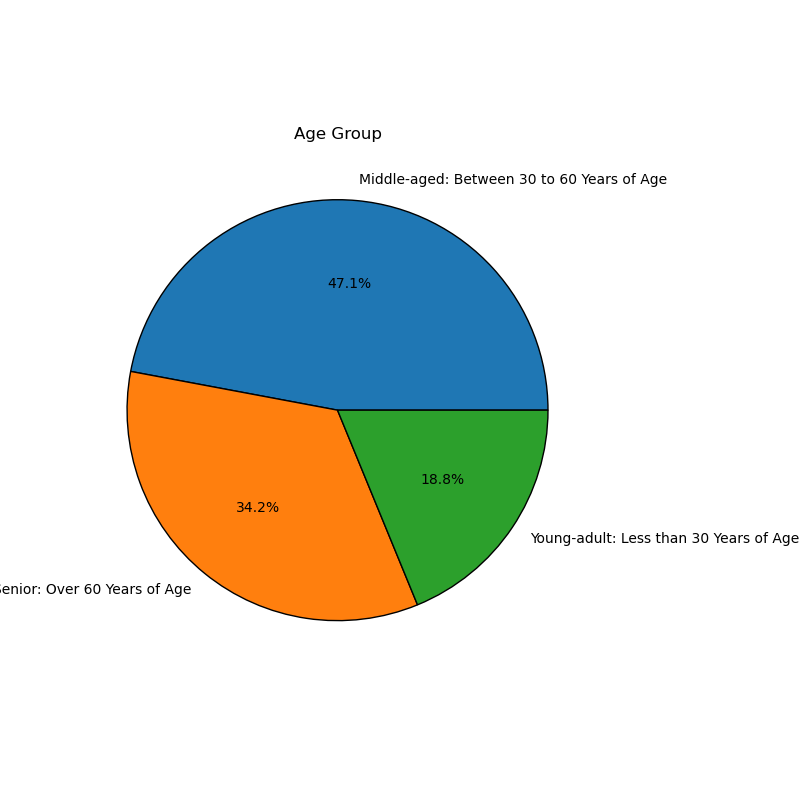 Age Group
Middle-aged: Between 30 to 60 Years of Age
47.1%
34.2%
18.8%
Young-adult: Less than 30 Years of Age
Senior: Over 60 Years of Age